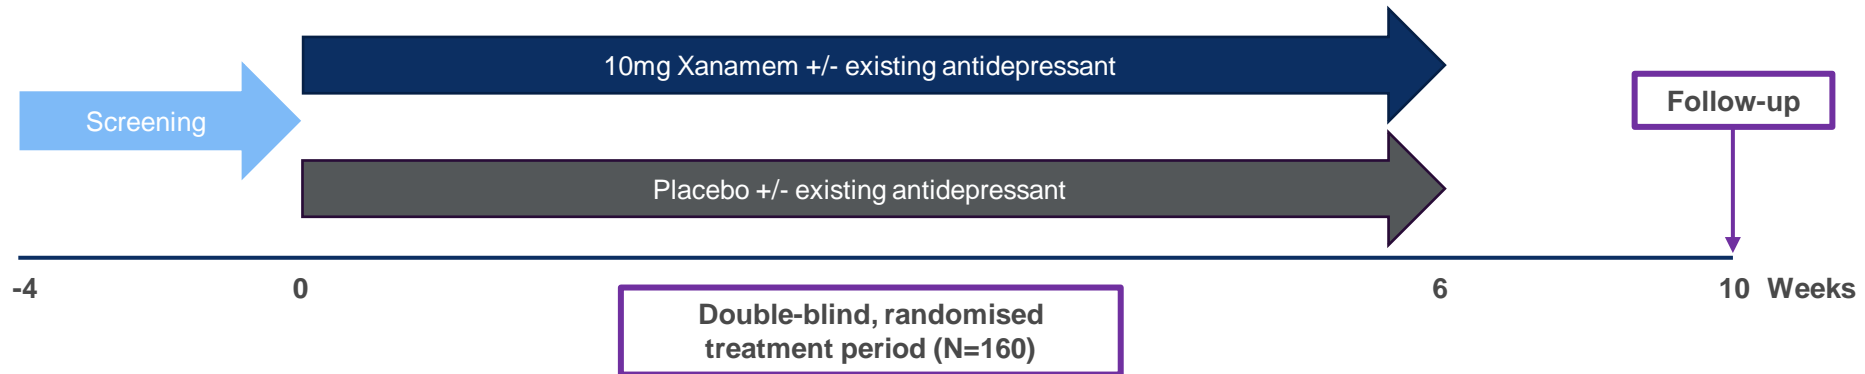 10mg Xanamem +/- existing antidepressant
Screening
Follow-up
Placebo +/- existing antidepressant
-4 0 6 10 Weeks
Double-blind, randomised
treatment period (N=160)